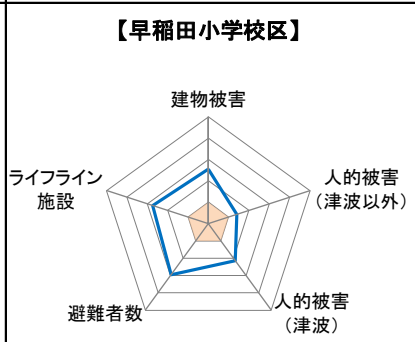 【早稲田小学校区】
建物被害
ライフライン
施設
人的被害
（津波以外）
避難者数
人的被害
（津波）